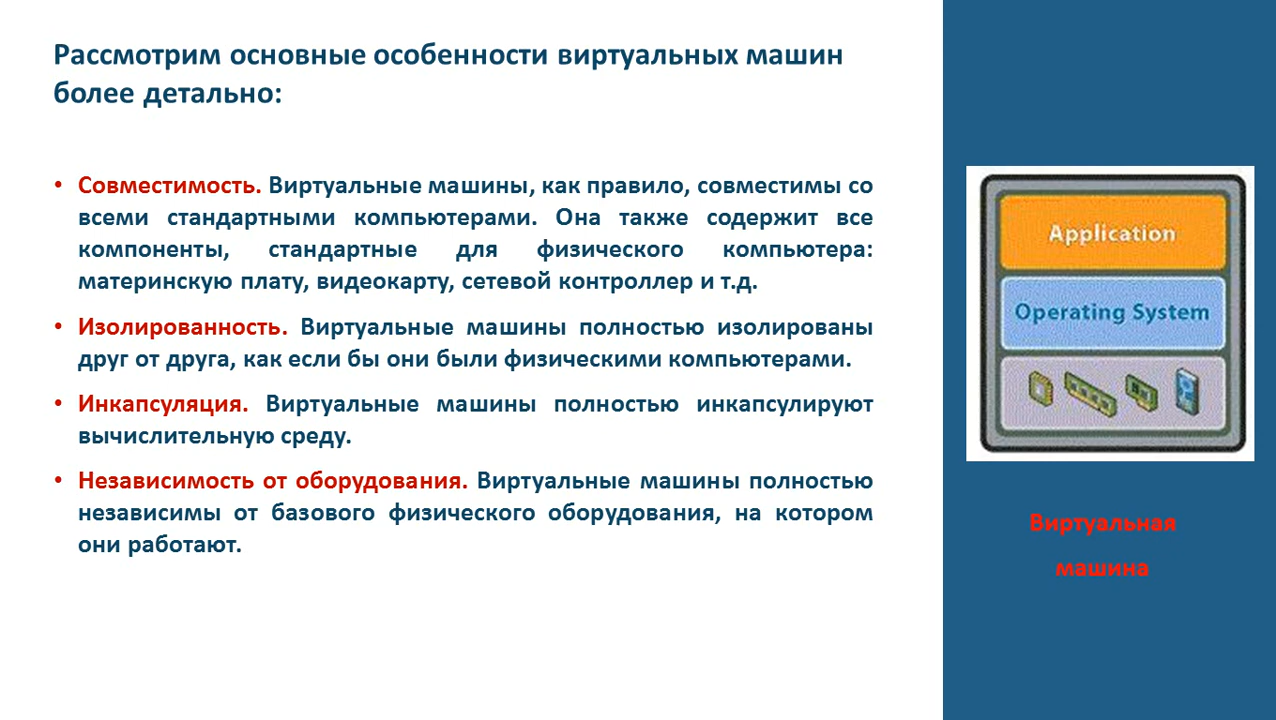 Рассмотрим основные особенности виртуальных машин
более детально:
• Совместимость. Виртуальные машины, как правило, совместимы со
всеми стандартными компьютерами. Она также содержит все
компоненты, стандартные для физического компьютера:
материнскую плату, видеокарту, сетевой контроллер и т.д.
• Изолированность. Виртуальные машины полностью изолированы
друг от друга, как если бы они были физическими компьютерами.
• Инкапсуляция. Виртуальные машины полностью инкапсулируют
вычислительную среду.
• Независимость от оборудования. Виртуальные машины полностью
независимы от базового физического оборудования, на котором
они работают.
Application
Operating System
Виртуальная
машина